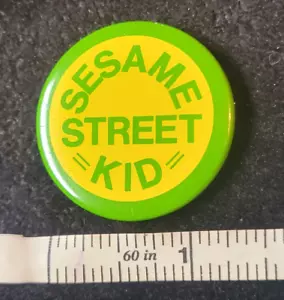 SESAME
STREET
= KID =
60 in 1